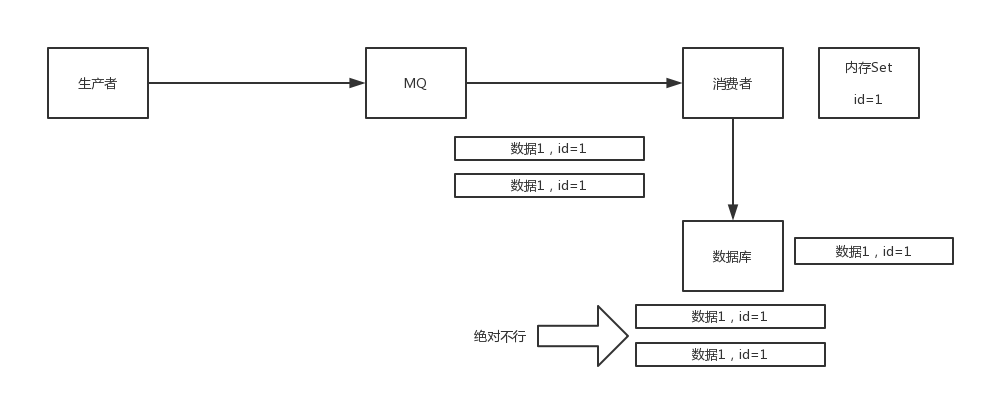 生产者
MQ
消费者
内存Set
id=1
数据1，id=1
数据1，id=1
数据库
数据1，id=1
绝对不行
数据1，id=1
数据1，id=1